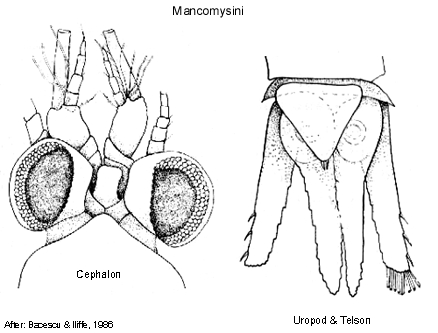 Mancomysini
Cephalon
Uropod & Telson
After: Bacescu & Iliffe, 1986